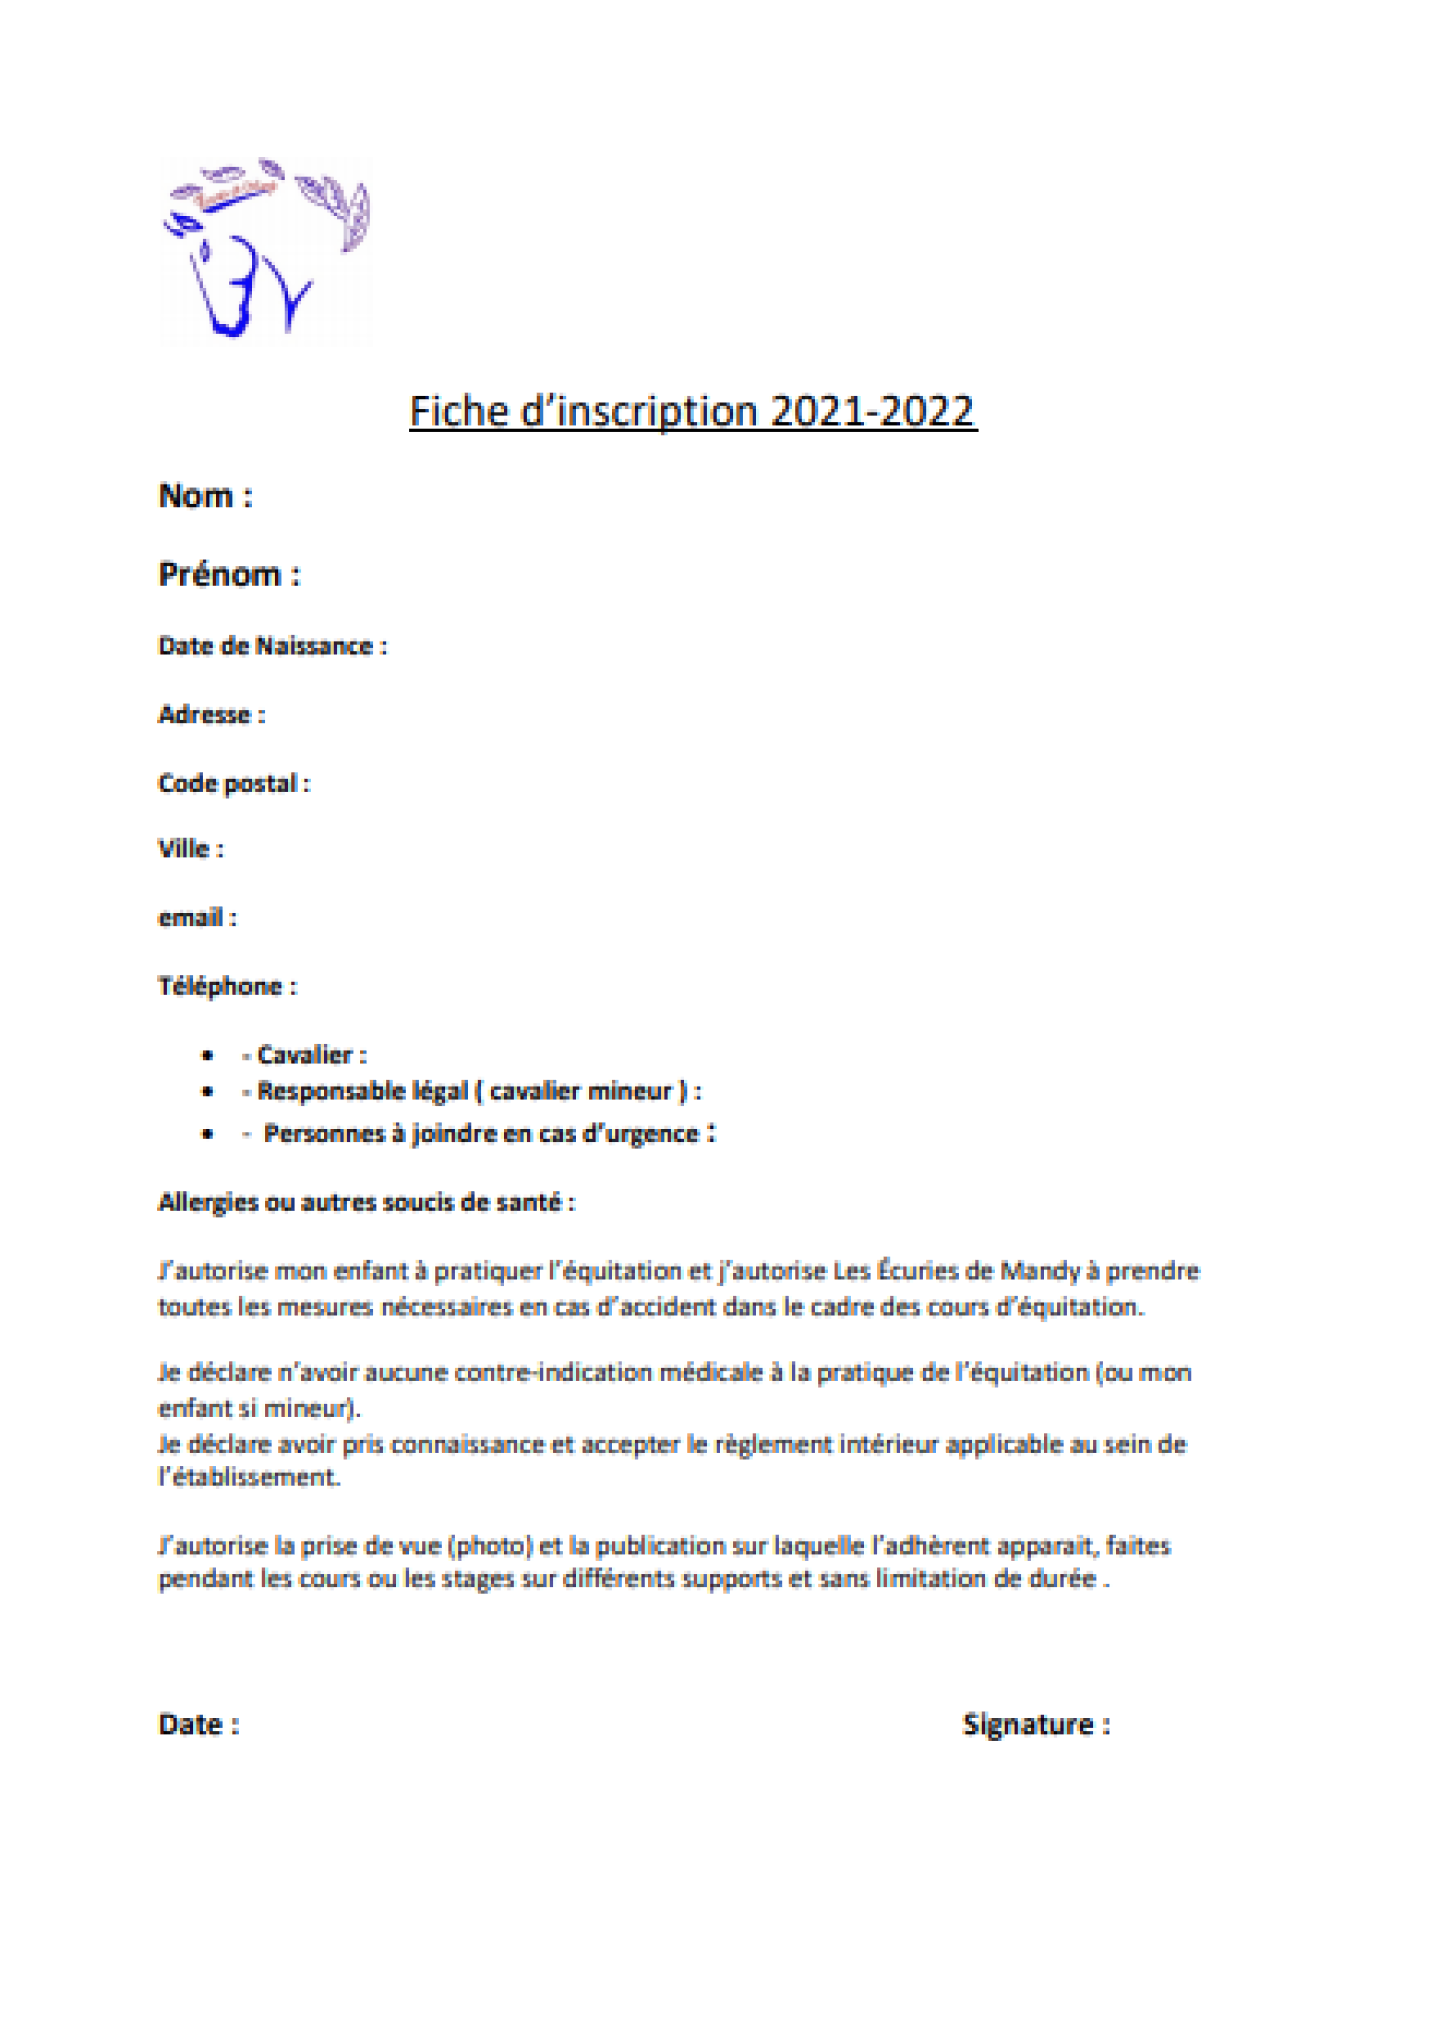 Fiche d’inscription 2021-2022
Nom :
Prénom :
Date de Naissance :
Adresse :
Code postal :
Ville :
email :
Téléphone :
• - Cavalier :
• - Responsable légal ( cavalier mineur ) :
• - Personnes à joindre en cas d’urgence :
Allergies ou autres soucis de santé :
J’autorise mon enfant à pratiquer l’équitation et j’autorise Les Écuries de Mandy à prendre
toutes les mesures nécessaires en cas d’accident dans le cadre des cours d’équitation.
Je déclare n’avoir aucune contre-indication médicale à la pratique de l’équitation (ou mon
enfant si mineur).
Je déclare avoir pris connaissance et accepter le règlement intérieur applicable au sein de
l’établissement.
J’autorise la prise de vue (photo) et la publication sur laquelle l’adhèrent apparait, faites
pendant les cours ou les stages sur différents supports et sans limitation de durée .
Date : Signature :